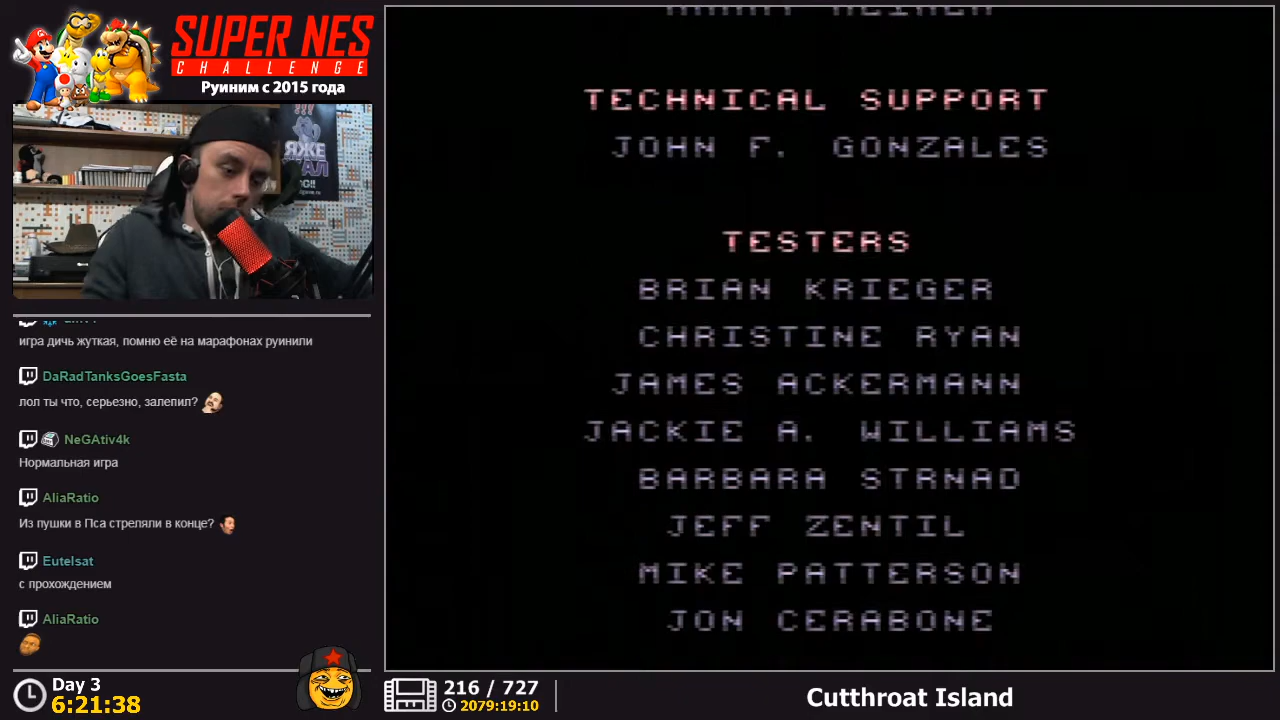 SUPER NES
CHALLENGE
Руиним с 2015 года
ЯЖЕ
игра дичь жуткая, помню её на марафонах руинили
DaRadTanksGoesFasta
лол ты что, серьезно, залепил?
NeGAtiv4k
Нормальная игра
AliaRatio
Из пушки в Пса стреляли в конце?
Eutelsat
с прохождением
AliaRatio
Day 3
6:21:38
TECHNICAL SUPPORT
JOHN F. GONZALES
TESTERS
BRIAN KRIEGER
CHRISTINE RYAN
JAMES ACKERMANN
JACKIE A. WILLIAMS
BARBARA STRNAD
JEFF ZENTIL
MIKE PATTERSON
JON CERABONE
216 / 727
2079:19:10
Cutthroat Island